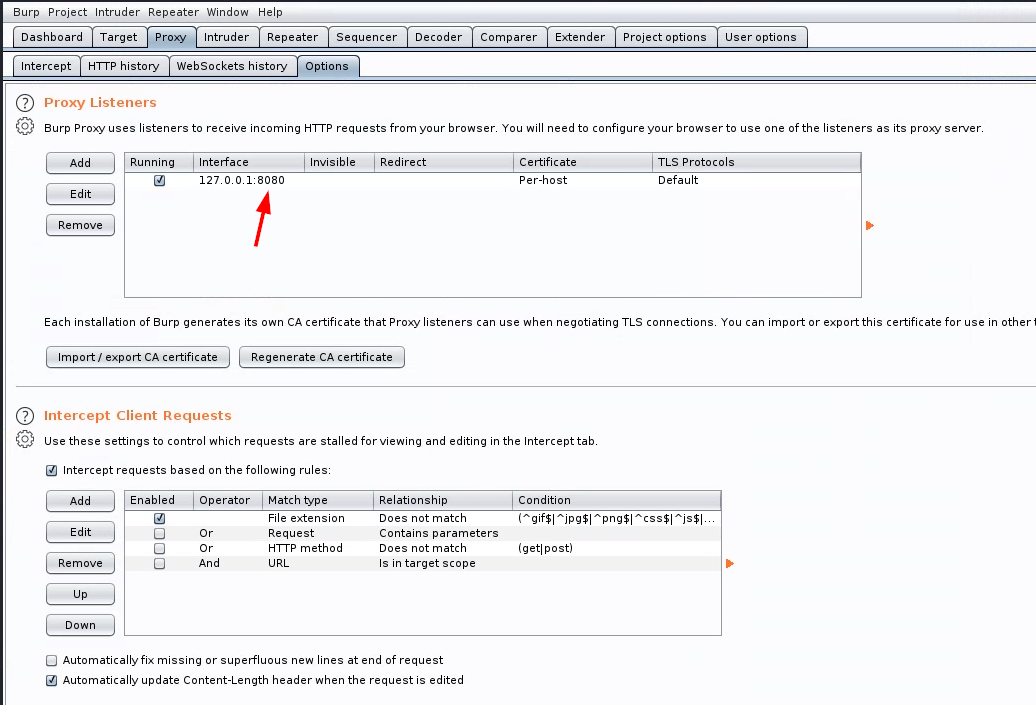 Burp Project Intruder Repeater Window Help
Dashboard Target Proxy Intruder Repeater Sequencer Decoder Comparer Extender Project options User options
Intercept HTTP history WebSockets history Options
? Proxy Listeners
Burp Proxy uses listeners to receive incoming HTTP requests from your browser. You will need to configure your browser to use one of the listeners as its proxy server.
Add Running Interface Invisible Redirect Certificate TLS Protocols
127.0.0.1:8080 Per-host Default
Edit
Remove
Each installation of Burp generates its own CA certificate that Proxy listeners can use when negotiating TLS connections. You can import or export this certificate for use in other
Import / export CA certificate Regenerate CA certificate
? Intercept Client Requests
Use these settings to control which requests are stalled for viewing and editing in the Intercept tab.
Intercept requests based on the following rules:
Add Enabled Operator Match type Relationship Condition
File extension Does not match (^gif$|^jpg$|^png$|^css$|^js$|...
Edit Or Request Contains parameters
Or HTTP method Does not match (get|post)
Remove And URL Is in target scope
Up
Down
Automatically fix missing or superfluous new lines at end of request
Automatically update Content-Length header when the request is edited